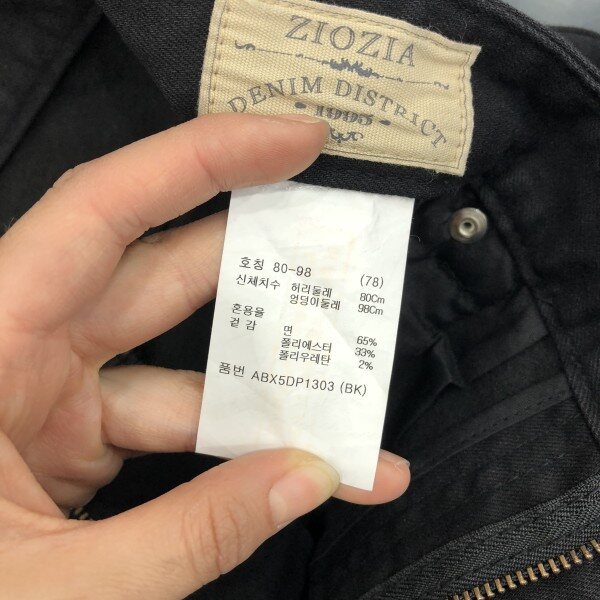 ZIOZIA
DENIM DISTRICT
1995
호칭 80-98 (78)
신체치수 허리둘레 80Cm
엉덩이둘레 98Cm
혼용율
겉감 면 65%
폴리에스터 33%
폴리우레탄 2%
품번 ABX5DP1303 (BK)